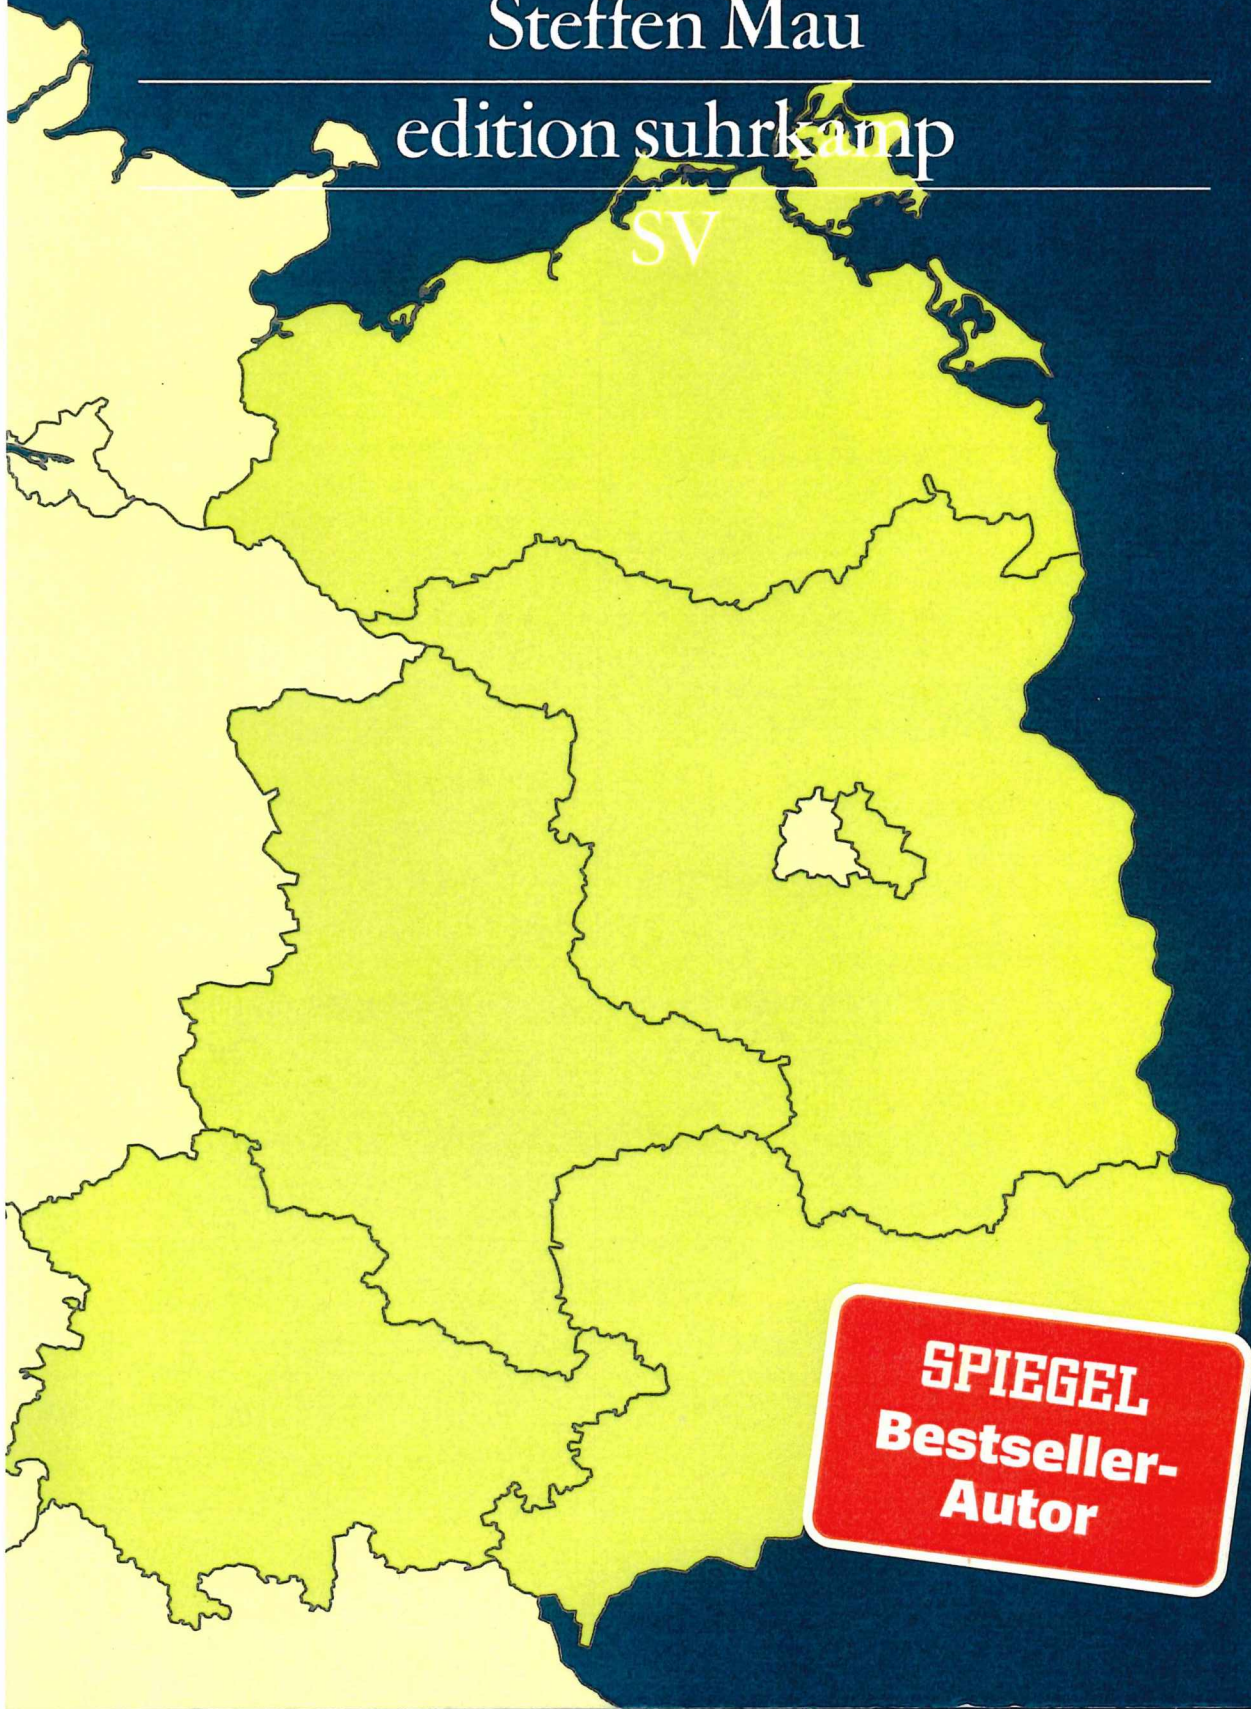 Steffen Mau
edition suhrkamp
SV
SPIEGEL
Bestseller-
Autor